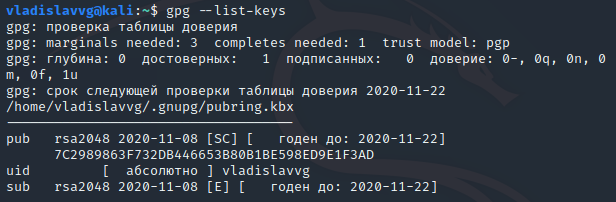 vladislavvg@kali:~$ gpg --list-keys
gpg: проверка таблицы доверия
gpg: marginals needed: 3  completes needed: 1  trust model: pgp
gpg: глубина: 0  достоверных:   1  подписанных:   0  доверие: 0-, 0q, 0n, 0
m, 0f, 1u
gpg: срок следующей проверки таблицы доверия 2020-11-22
/home/vladislavvg/.gnupg/pubring.kbx
------------------------------------
pub   rsa2048 2020-11-08 [SC] [   годен до: 2020-11-22]
      7C2989863F732DB446653B80B1BE598ED9E1F3AD
uid         [  абсолютно ] vladislavvg
sub   rsa2048 2020-11-08 [E] [   годен до: 2020-11-22]